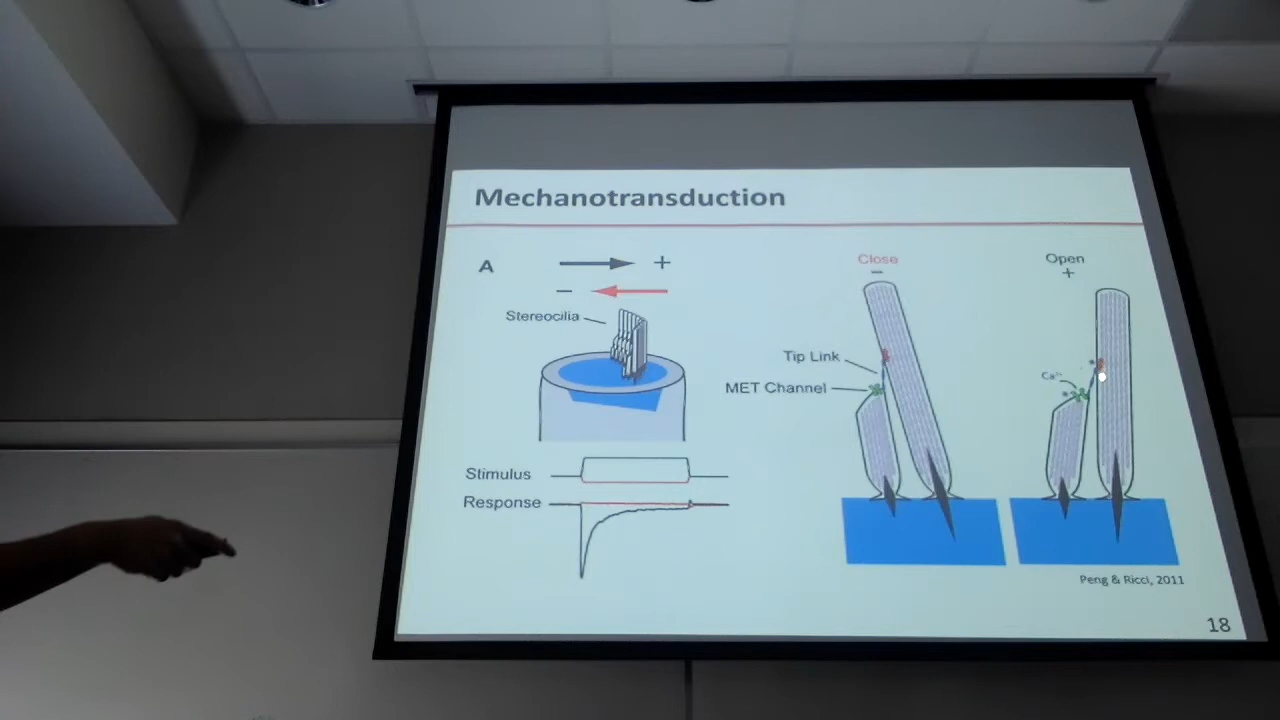 Mechanotransduction
A
+
−
Stereocilia
Stimulus
Response
Close
−
Tip Link
MET Channel
Open
+
Ca²⁺
Peng & Ricci, 2011
18